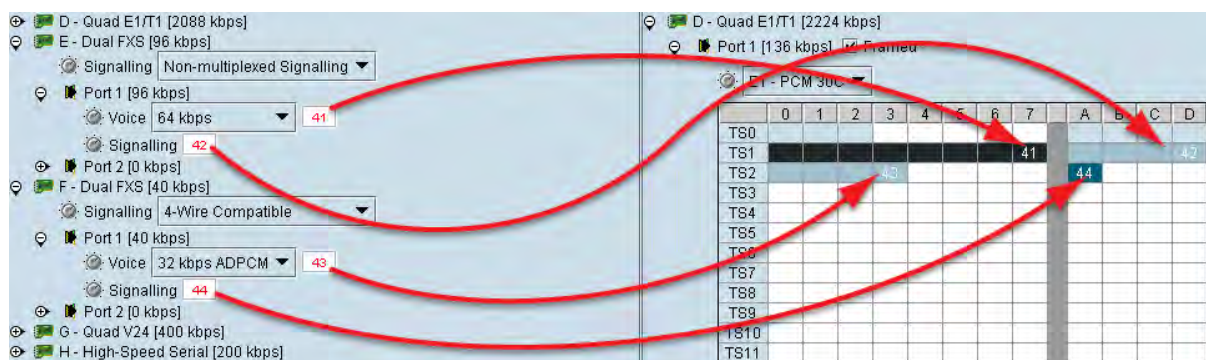 D - Quad E1/T1 [2088 kbps]
E - Dual FXS [96 kbps]
Signalling Non-multiplexed Signalling
Port 1 [96 kbps]
Voice 64 kbps 41
Signalling 42
Port 2 [0 kbps]
F - Dual FXS [40 kbps]
Signalling 4-Wire Compatible
Port 1 [40 kbps]
Voice 32 kbps ADPCM 43
Signalling 44
Port 2 [0 kbps]
G - Quad V24 [400 kbps]
H - High-Speed Serial [200 kbps]
D - Quad E1/T1 [2224 kbps]
Port 1 [136 kbps] Framed
E1 - PCM 30C
0 1 2 3 4 5 6 7 A B C D
TS0
TS1 41 42
TS2 43 44
TS3
TS4
TS5
TS6
TS7
TS8
TS9
TS10
TS11